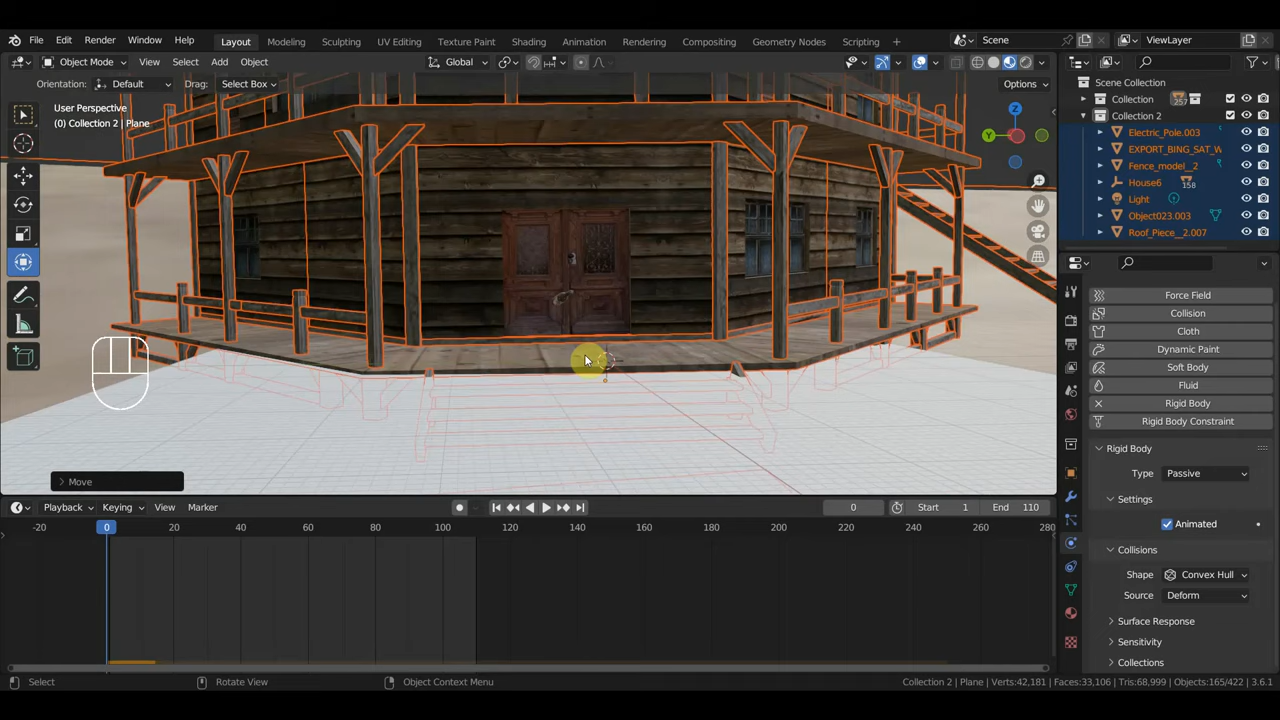 File Edit Render Window Help Layout Modeling Sculpting UV Editing Texture Paint Shading Animation Rendering Compositing Geometry Nodes Scripting + Scene ViewLayer
Object Mode View Select Add Object Global
Orientation: Default Drag: Select Box Options
User Perspective
(0) Collection 2 | Plane
Z
Y
Move
Scene Collection
Collection 257
Collection 2
Electric_Pole.003
EXPORT_BING_SAT_W
Fence_model__2
House6 158
Light
Object023.003
Roof_Piece__2.007
Force Field
Collision
Cloth
Dynamic Paint
Soft Body
Fluid
Rigid Body
Rigid Body Constraint
Rigid Body
Type Passive
Settings
Animated
Collisions
Shape Convex Hull
Source Deform
Surface Response
Sensitivity
Collections
Playback Keying View Marker 0 Start 1 End 110
-20 0 20 40 60 80 100 120 140 160 180 200 220 240 260 280
Select Rotate View Object Context Menu Collection 2 | Plane Verts:42,181 Faces:33,106 Tris:68,999 Objects:165/422 3.6.1